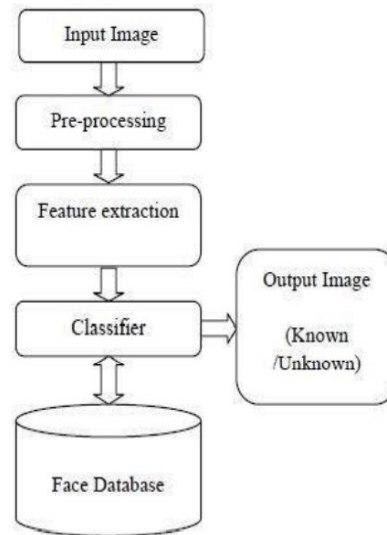 Input Image
Pre-processing
Feature extraction
Classifier
Output Image
(Known
/Unknown)
Face Database